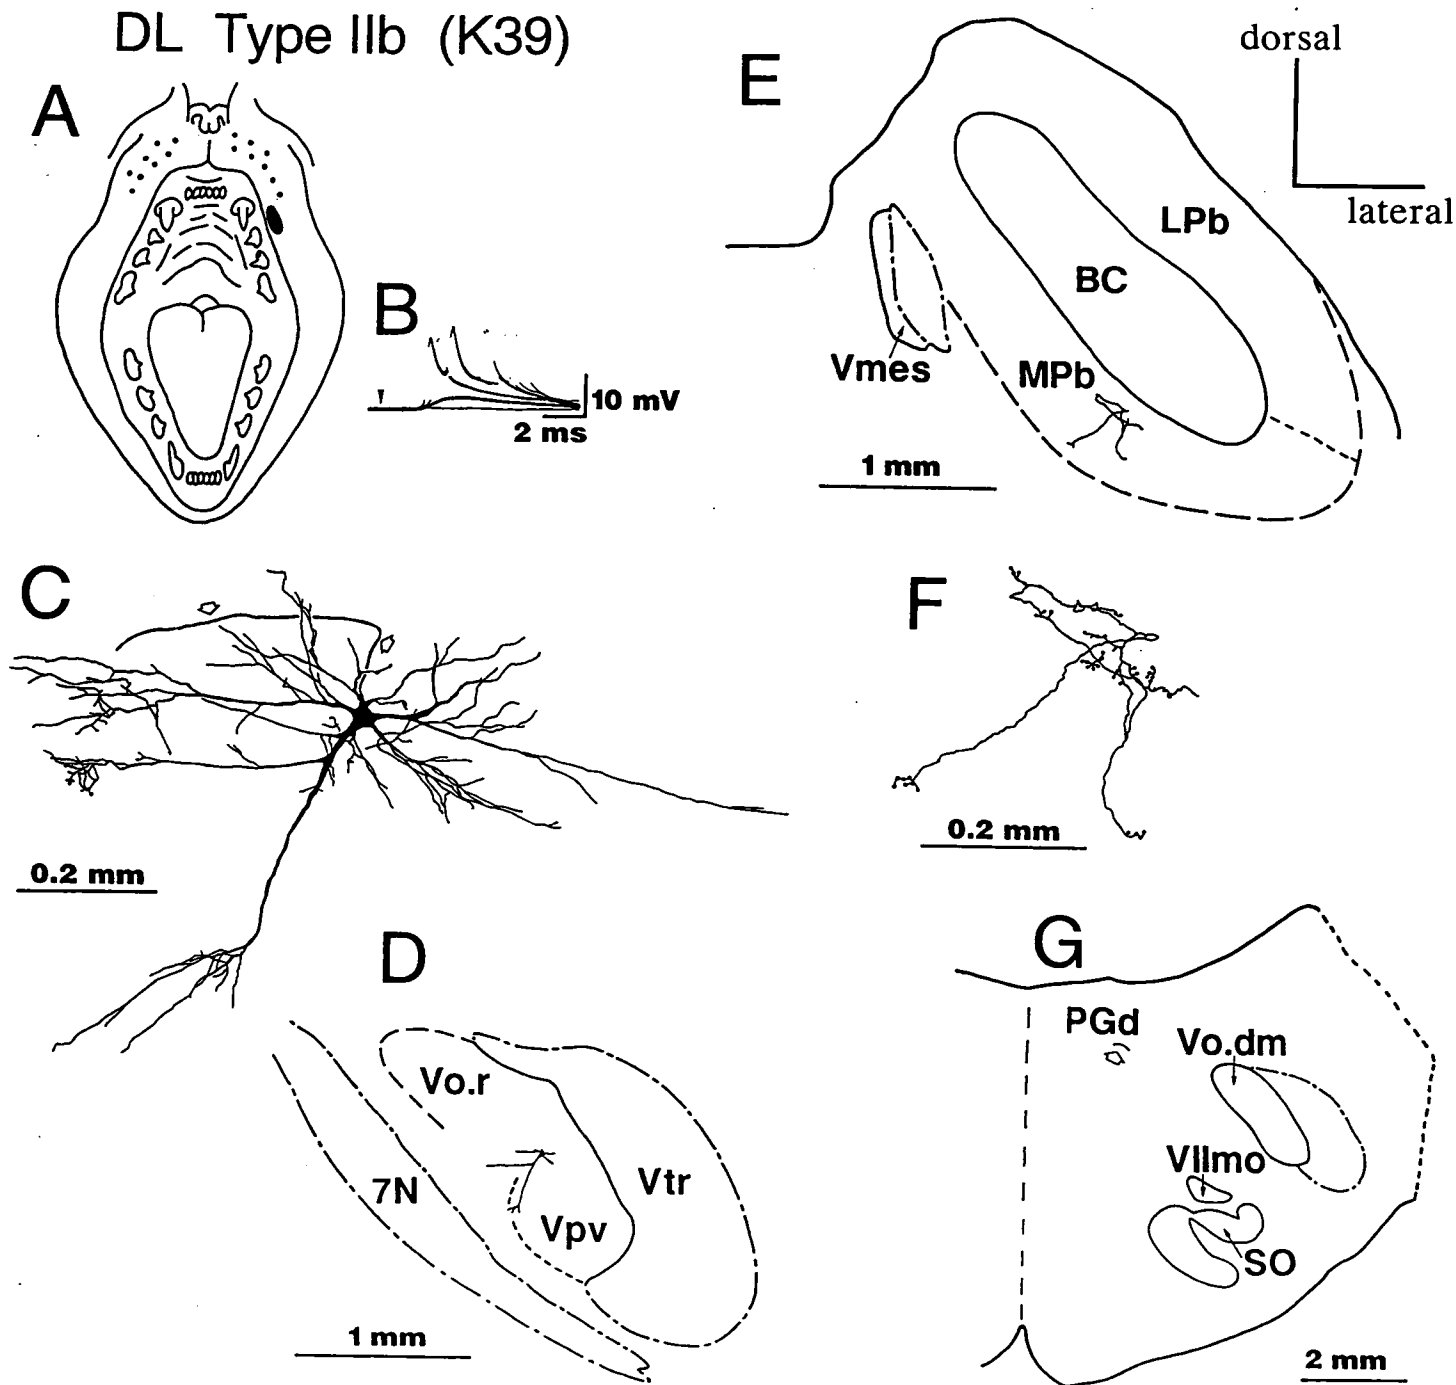 DL Type IIb (K39)
A
B
10 mV
2 ms
E
dorsal
lateral
LPb
BC
Vmes
MPb
1 mm
C
0.2 mm
F
0.2 mm
D
Vo.r
7N
Vtr
Vpv
1 mm
G
PGd
Vo.dm
VIImo
SO
2 mm